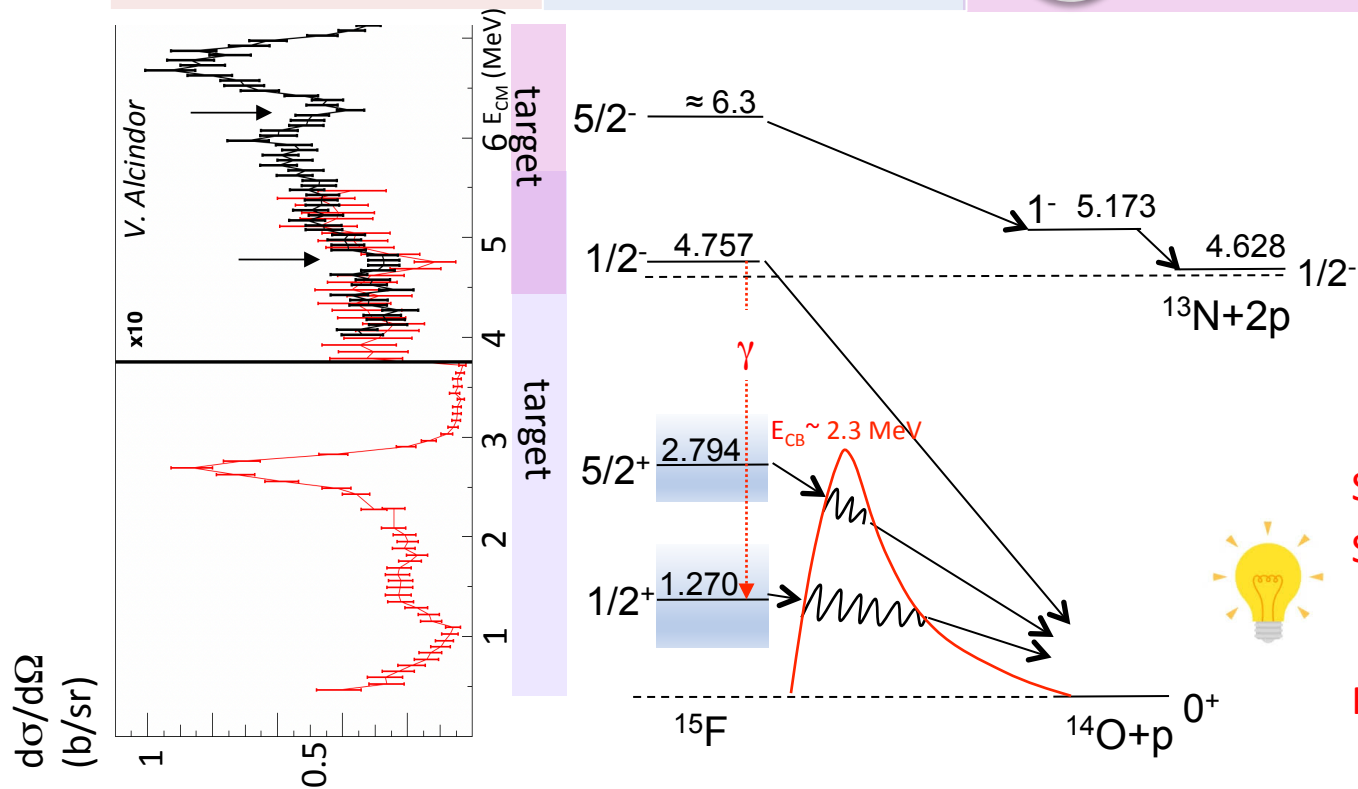 V. Alcindor
x10
E_CM (MeV)
6
5
4
3
2
1
dσ/dΩ
(b/sr)
1
0.5
target
target
5/2⁻
≈ 6.3
1⁻ 5.173
4.628
1/2⁻
1/2⁻
4.757
¹³N+2p
γ
E_CB ~ 2.3 MeV
5/2⁺
2.794
1/2⁺
1.270
0⁺
¹⁵F
¹⁴O+p